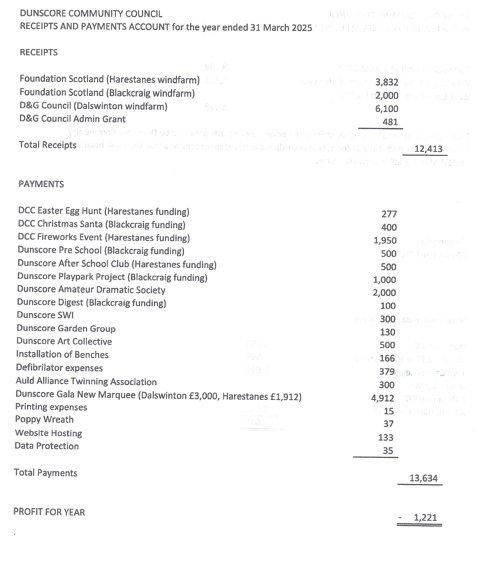 DUNSCORE COMMUNITY COUNCIL
RECEIPTS AND PAYMENTS ACCOUNT for the year ended 31 March 2025
RECEIPTS
Foundation Scotland (Harestanes windfarm) 3,832
Foundation Scotland (Blackcraig windfarm) 2,000
D&G Council (Dalswinton windfarm) 6,100
D&G Council Admin Grant 481
Total Receipts 12,413
PAYMENTS
DCC Easter Egg Hunt (Harestanes funding) 277
DCC Christmas Santa (Blackcraig funding) 400
DCC Fireworks Event (Harestanes funding) 1,950
Dunscore Pre School (Blackcraig funding) 500
Dunscore After School Club (Harestanes funding) 500
Dunscore Playpark Project (Blackcraig funding) 1,000
Dunscore Amateur Dramatic Society 2,000
Dunscore Digest (Blackcraig funding) 100
Dunscore SWI 300
Dunscore Garden Group 130
Dunscore Art Collective 500
Installation of Benches 166
Defibrilator expenses 379
Auld Alliance Twinning Association 300
Dunscore Gala New Marquee (Dalswinton £3,000, Harestanes £1,912) 4,912
Printing expenses 15
Poppy Wreath 37
Website Hosting 133
Data Protection 35
Total Payments 13,634
PROFIT FOR YEAR - 1,221